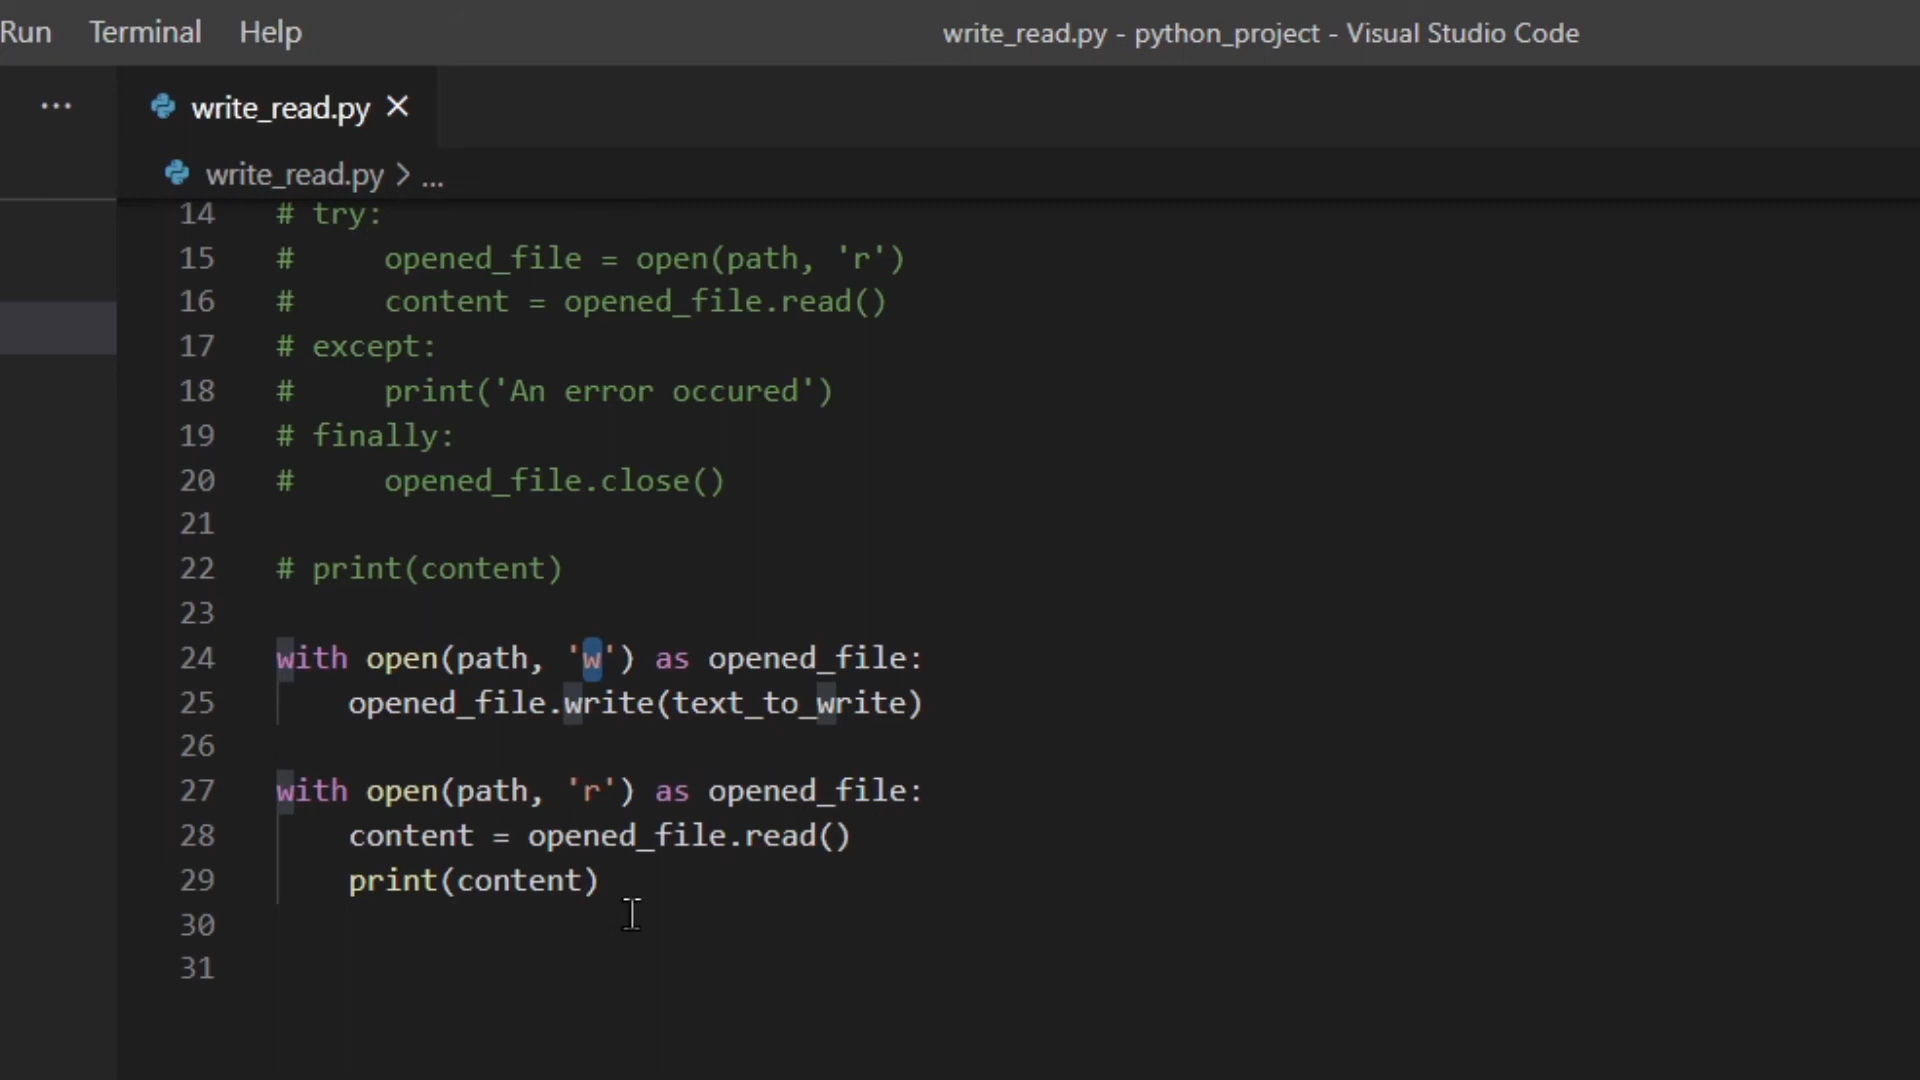 Run Terminal Help write_read.py - python_project - Visual Studio Code
... write_read.py ×
write_read.py > ...
14 # try:
15 #     opened_file = open(path, 'r')
16 #     content = opened_file.read()
17 # except:
18 #     print('An error occured')
19 # finally:
20 #     opened_file.close()
21
22 # print(content)
23
24 with open(path, 'w') as opened_file:
25     opened_file.write(text_to_write)
26
27 with open(path, 'r') as opened_file:
28     content = opened_file.read()
29     print(content)
30
31